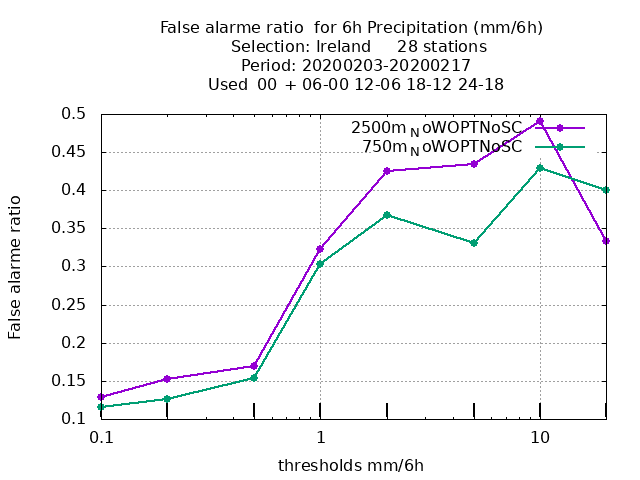 False alarme ratio  for 6h Precipitation (mm/6h)
Selection: Ireland     28 stations
Period: 20200203-20200217
Used  00 + 06-00 12-06 18-12 24-18
0.5
0.45
0.4
0.35
0.3
0.25
0.2
0.15
0.1
False alarme ratio
2500mNoWOPTNoSC
750mNoWOPTNoSC
0.1 1 10
thresholds mm/6h